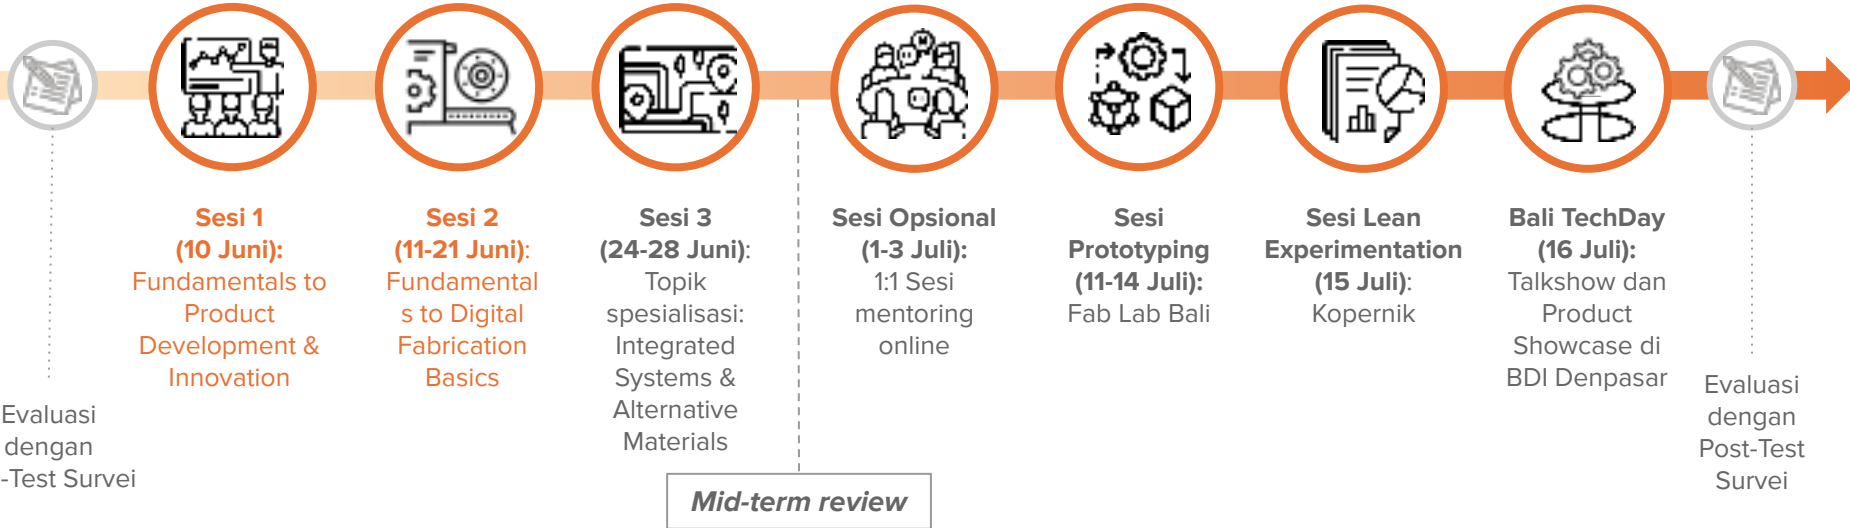 Evaluasi
dengan
-Test Survei
Sesi 1
(10 Juni):
Fundamentals to
Product
Development &
Innovation
Sesi 2
(11-21 Juni):
Fundamental
s to Digital
Fabrication
Basics
Sesi 3
(24-28 Juni):
Topik
spesialisasi:
Integrated
Systems &
Alternative
Materials
Mid-term review
Sesi Opsional
(1-3 Juli):
1:1 Sesi
mentoring
online
Sesi
Prototyping
(11-14 Juli):
Fab Lab Bali
Sesi Lean
Experimentation
(15 Juli):
Kopernik
Bali TechDay
(16 Juli):
Talkshow dan
Product
Showcase di
BDI Denpasar
Evaluasi
dengan
Post-Test
Survei